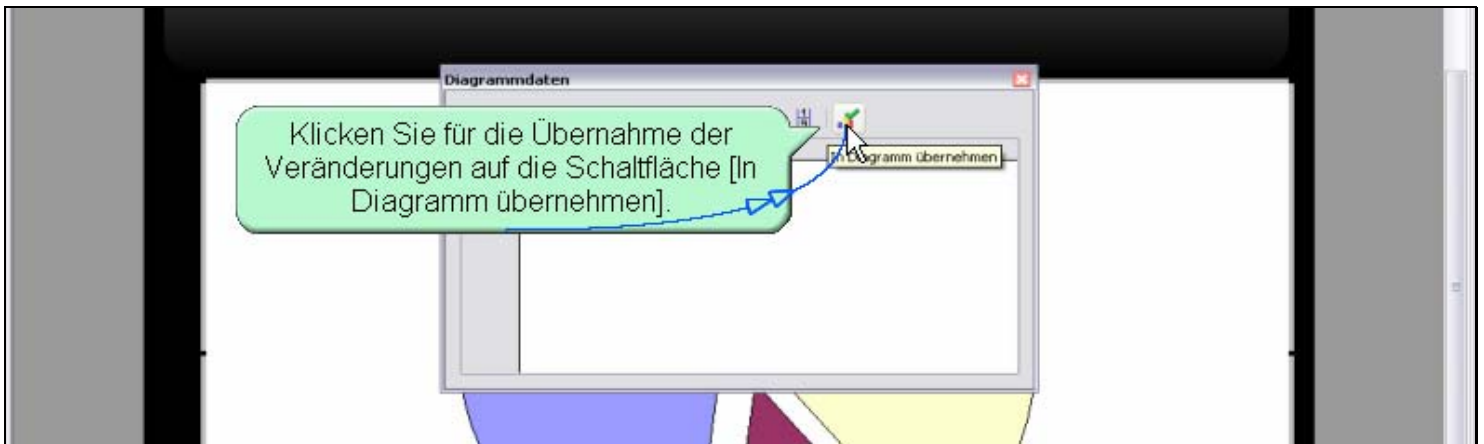 Diagrammdaten
Klicken Sie für die Übernahme der
Veränderungen auf die Schaltfläche [In
Diagramm übernehmen].
In Diagramm übernehmen